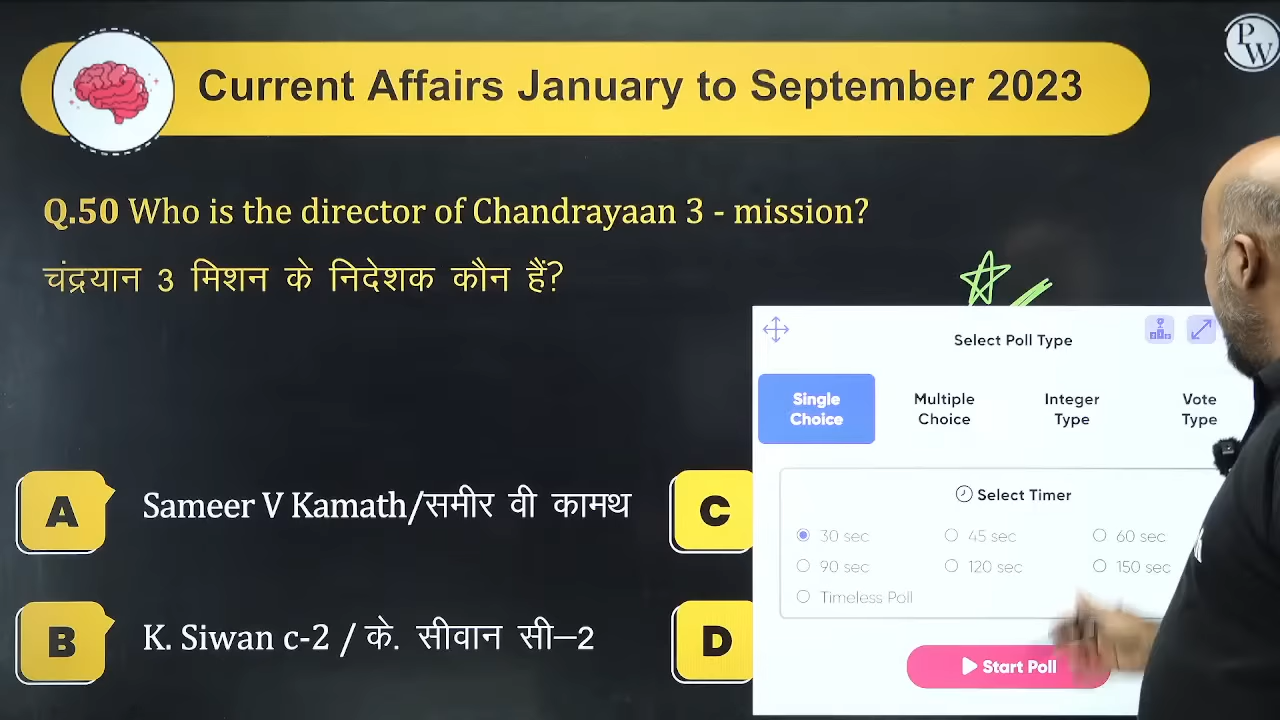 Current Affairs January to September 2023
PW
Q.50 Who is the director of Chandrayaan 3 - mission?
चंद्रयान 3 मिशन के निदेशक कौन हैं?
Select Poll Type
Single Choice
Multiple Choice
Integer Type
Vote Type
Select Timer
30 sec
45 sec
60 sec
90 sec
120 sec
150 sec
Timeless Poll
Start Poll
A Sameer V Kamath/समीर वी कामथ
B K. Siwan c-2 / के. सीवान सी–2
C
D